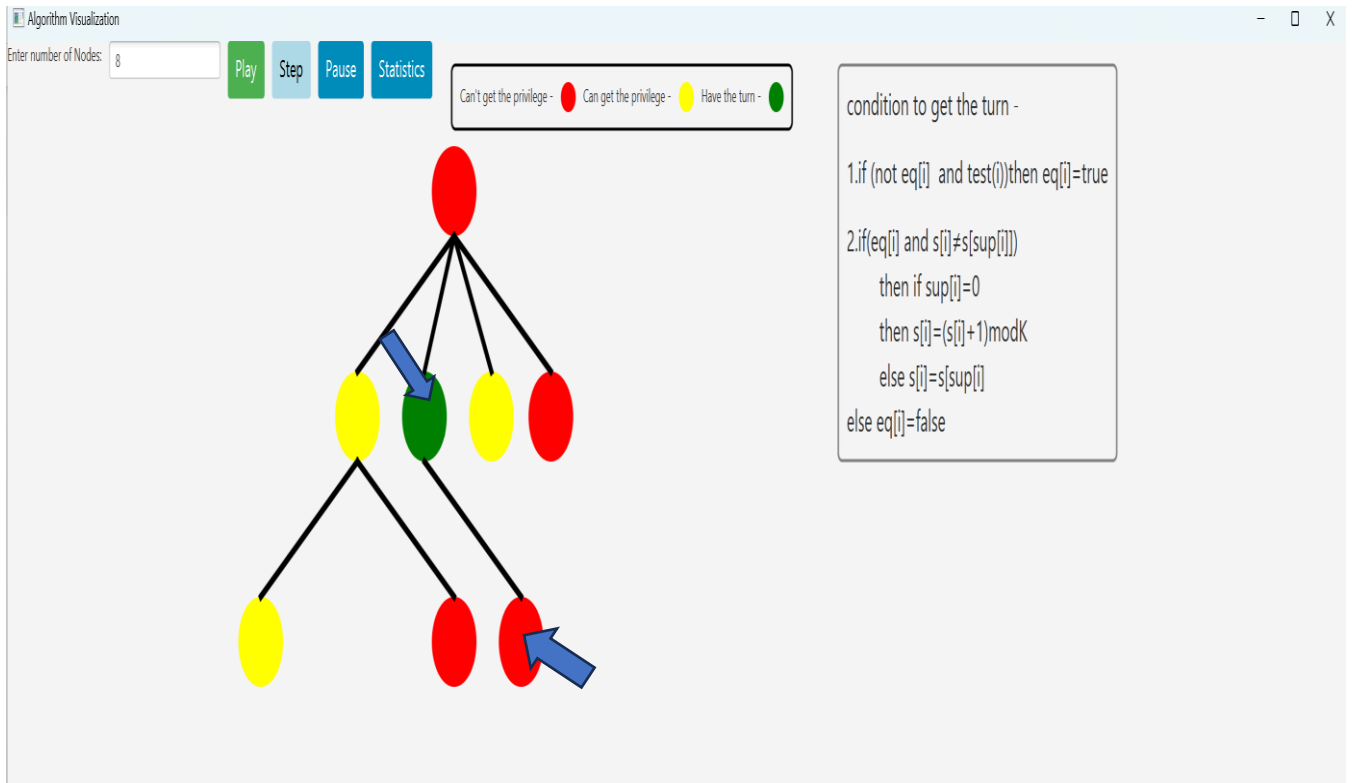 Algorithm Visualization
Enter number of Nodes: 8
Play Step Pause Statistics
Can't get the privilege - Can get the privilege - Have the turn -
condition to get the turn -
1.if (not eq[i] and test(i))then eq[i]=true
2.if(eq[i] and s[i]≠s[sup[i]])
then if sup[i]=0
then s[i]=(s[i]+1)modK
else s[i]=s[sup[i]
else eq[i]=false